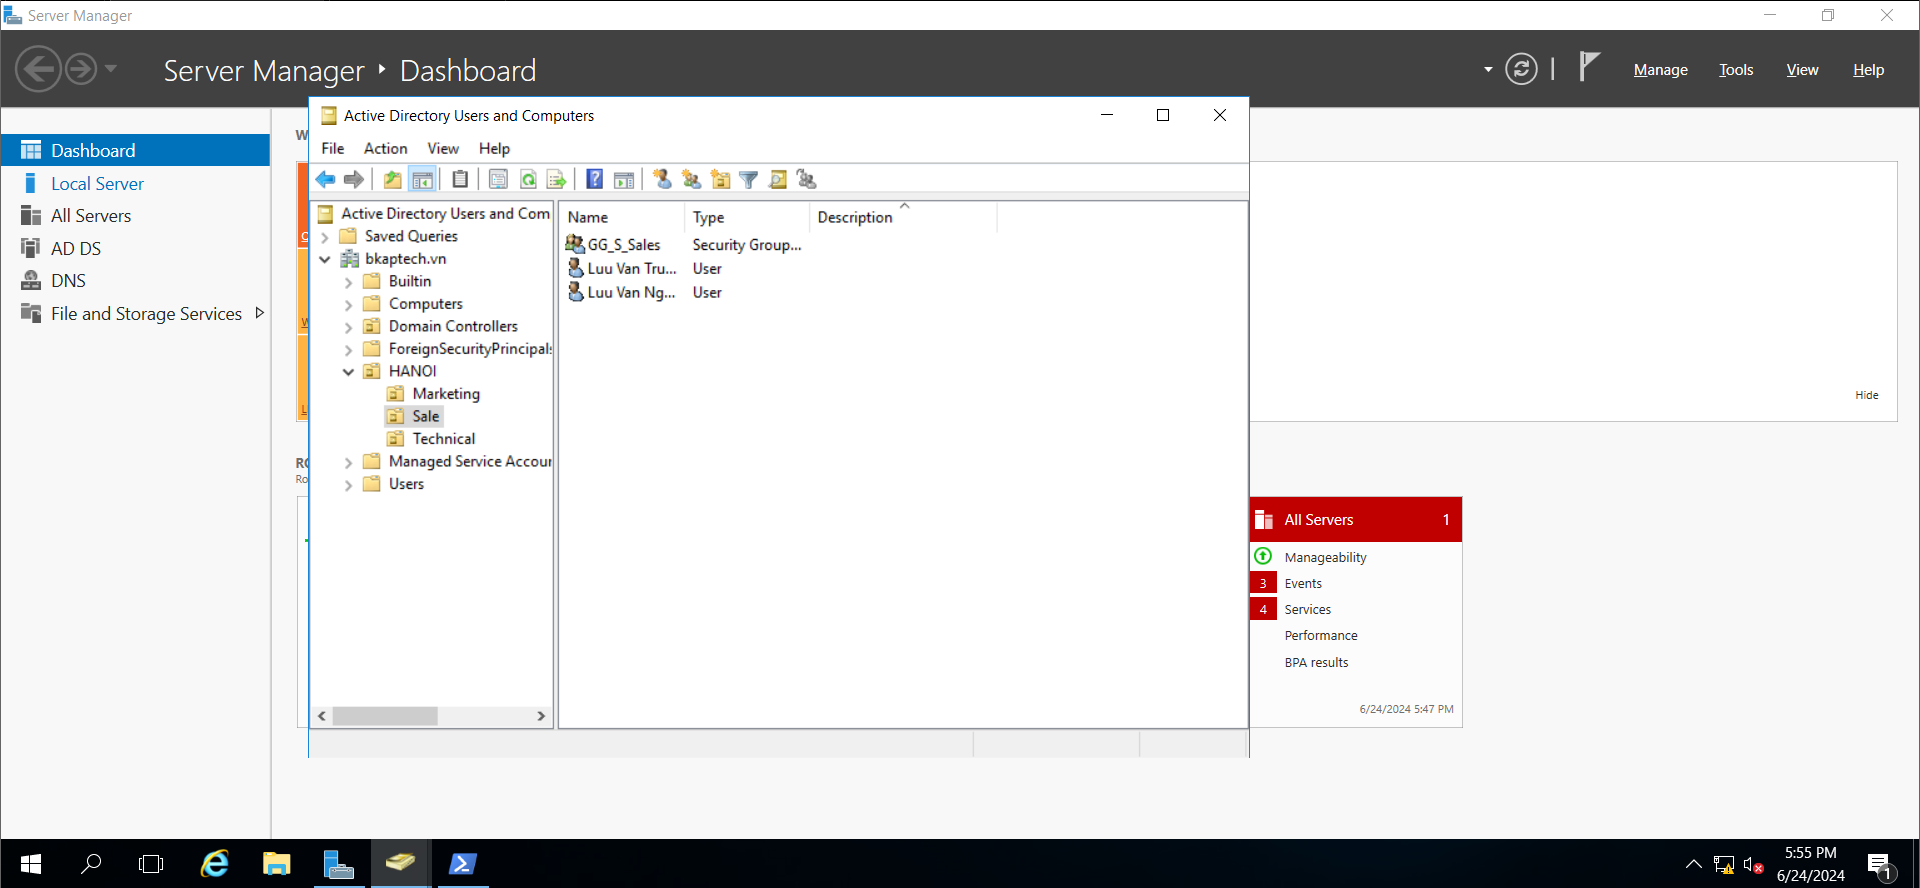 Server Manager
Server Manager ‣ Dashboard
Manage Tools View Help
Dashboard
Local Server
All Servers
AD DS
DNS
File and Storage Services
Active Directory Users and Computers
File Action View Help
Active Directory Users and Com
Saved Queries
bkaptech.vn
Builtin
Computers
Domain Controllers
ForeignSecurityPrincipals
HANOI
Marketing
Sale
Technical
Managed Service Accour
Users
Name Type Description
GG_S_Sales Security Group...
Luu Van Tru... User
Luu Van Ng... User
Hide
All Servers 1
Manageability
3 Events
4 Services
Performance
BPA results
6/24/2024 5:47 PM
5:55 PM
6/24/2024
1